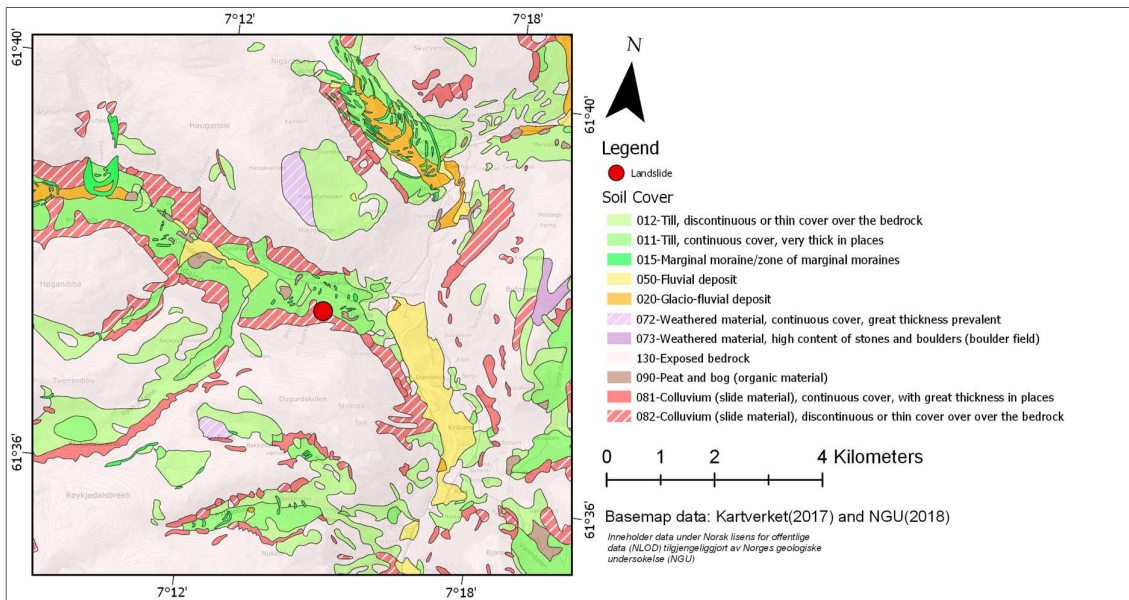 7°12'
7°18'
61°40'
61°40'
N
Legend
Landslide
Soil Cover
012-Till, discontinuous or thin cover over the bedrock
011-Till, continuous cover, very thick in places
015-Marginal moraine/zone of marginal moraines
050-Fluvial deposit
020-Glacio-fluvial deposit
072-Weathered material, continuous cover, great thickness prevalent
073-Weathered material, high content of stones and boulders (boulder field)
130-Exposed bedrock
090-Peat and bog (organic material)
081-Colluvium (slide material), continuous cover, with great thickness in places
082-Colluvium (slide material), discontinuous or thin cover over over the bedrock
0 1 2 4 Kilometers
Basemap data: Kartverket(2017) and NGU(2018)
Inneholder data under Norsk lisens for offentlige
data (NLOD) tilgjengeliggjort av Norges geologiske
undersokelse (NGU)
Hauganosi
Høganibba
Tverranibba
Dugurdskulen
Røykjedalsbreen
Krikane
61°36'
61°36'
7°12'
7°18'